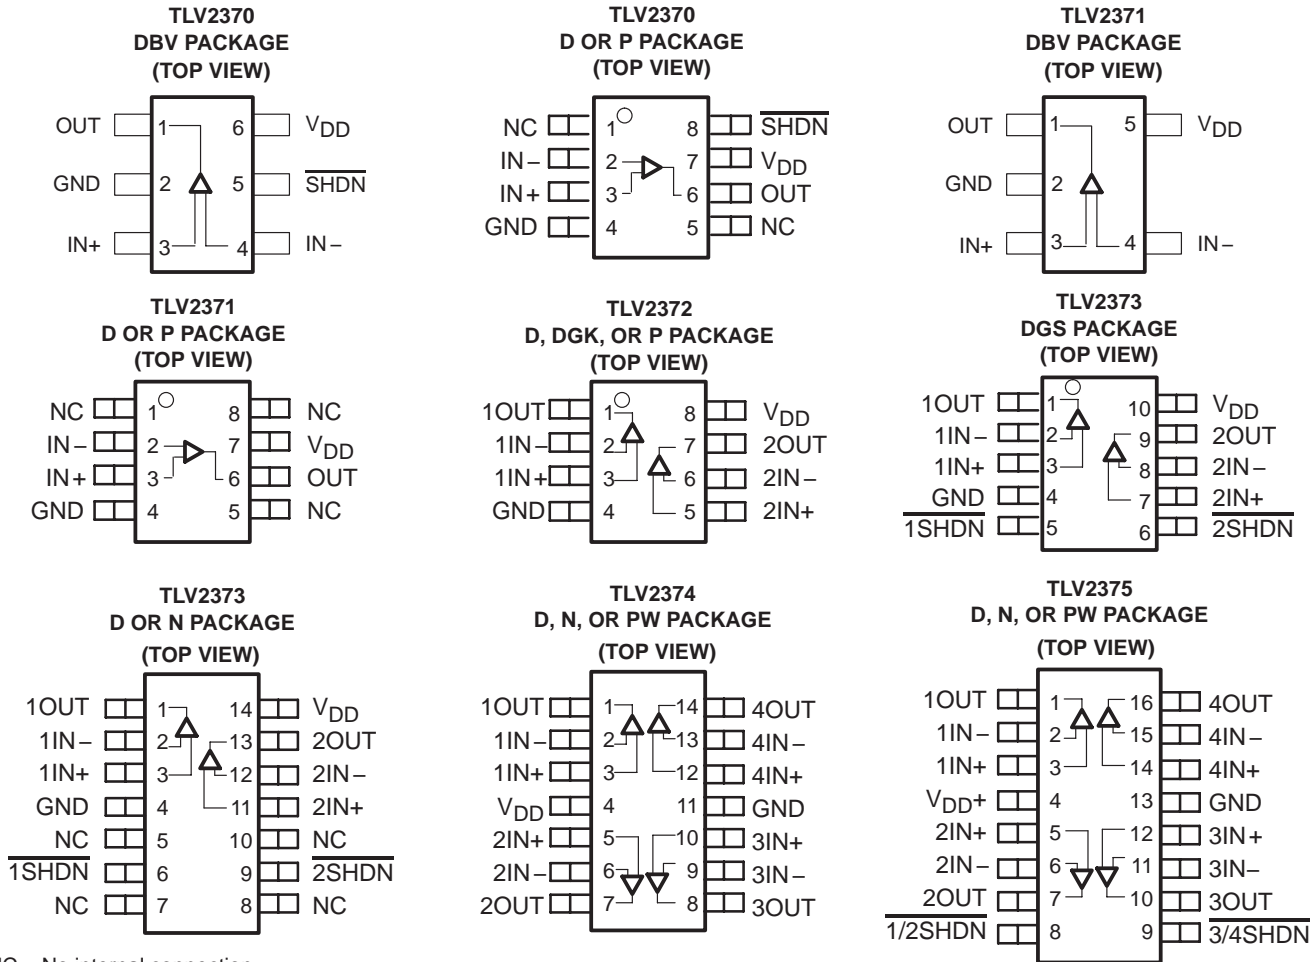 TLV2370
DBV PACKAGE
(TOP VIEW)
OUT 1 6 VDD
GND 2 5 SHDN
IN+ 3 4 IN–
TLV2370
D OR P PACKAGE
(TOP VIEW)
NC 1 8 SHDN
IN– 2 7 VDD
IN+ 3 6 OUT
GND 4 5 NC
TLV2371
DBV PACKAGE
(TOP VIEW)
OUT 1 5 VDD
GND 2
IN+ 3 4 IN–
TLV2371
D OR P PACKAGE
(TOP VIEW)
NC 1 8 NC
IN– 2 7 VDD
IN+ 3 6 OUT
GND 4 5 NC
TLV2372
D, DGK, OR P PACKAGE
(TOP VIEW)
1OUT 1 8 VDD
1IN– 2 7 2OUT
1IN+ 3 6 2IN–
GND 4 5 2IN+
TLV2373
DGS PACKAGE
(TOP VIEW)
1OUT 1 10 VDD
1IN– 2 9 2OUT
1IN+ 3 8 2IN–
GND 4 7 2IN+
1SHDN 5 6 2SHDN
TLV2373
D OR N PACKAGE
(TOP VIEW)
1OUT 1 14 VDD
1IN– 2 13 2OUT
1IN+ 3 12 2IN–
GND 4 11 2IN+
NC 5 10 NC
1SHDN 6 9 2SHDN
NC 7 8 NC
TLV2374
D, N, OR PW PACKAGE
(TOP VIEW)
1OUT 1 14 4OUT
1IN– 2 13 4IN–
1IN+ 3 12 4IN+
VDD 4 11 GND
2IN+ 5 10 3IN+
2IN– 6 9 3IN–
2OUT 7 8 3OUT
TLV2375
D, N, OR PW PACKAGE
(TOP VIEW)
1OUT 1 16 4OUT
1IN– 2 15 4IN–
1IN+ 3 14 4IN+
VDD+ 4 13 GND
2IN+ 5 12 3IN+
2IN– 6 11 3IN–
2OUT 7 10 3OUT
1/2SHDN 8 9 3/4SHDN